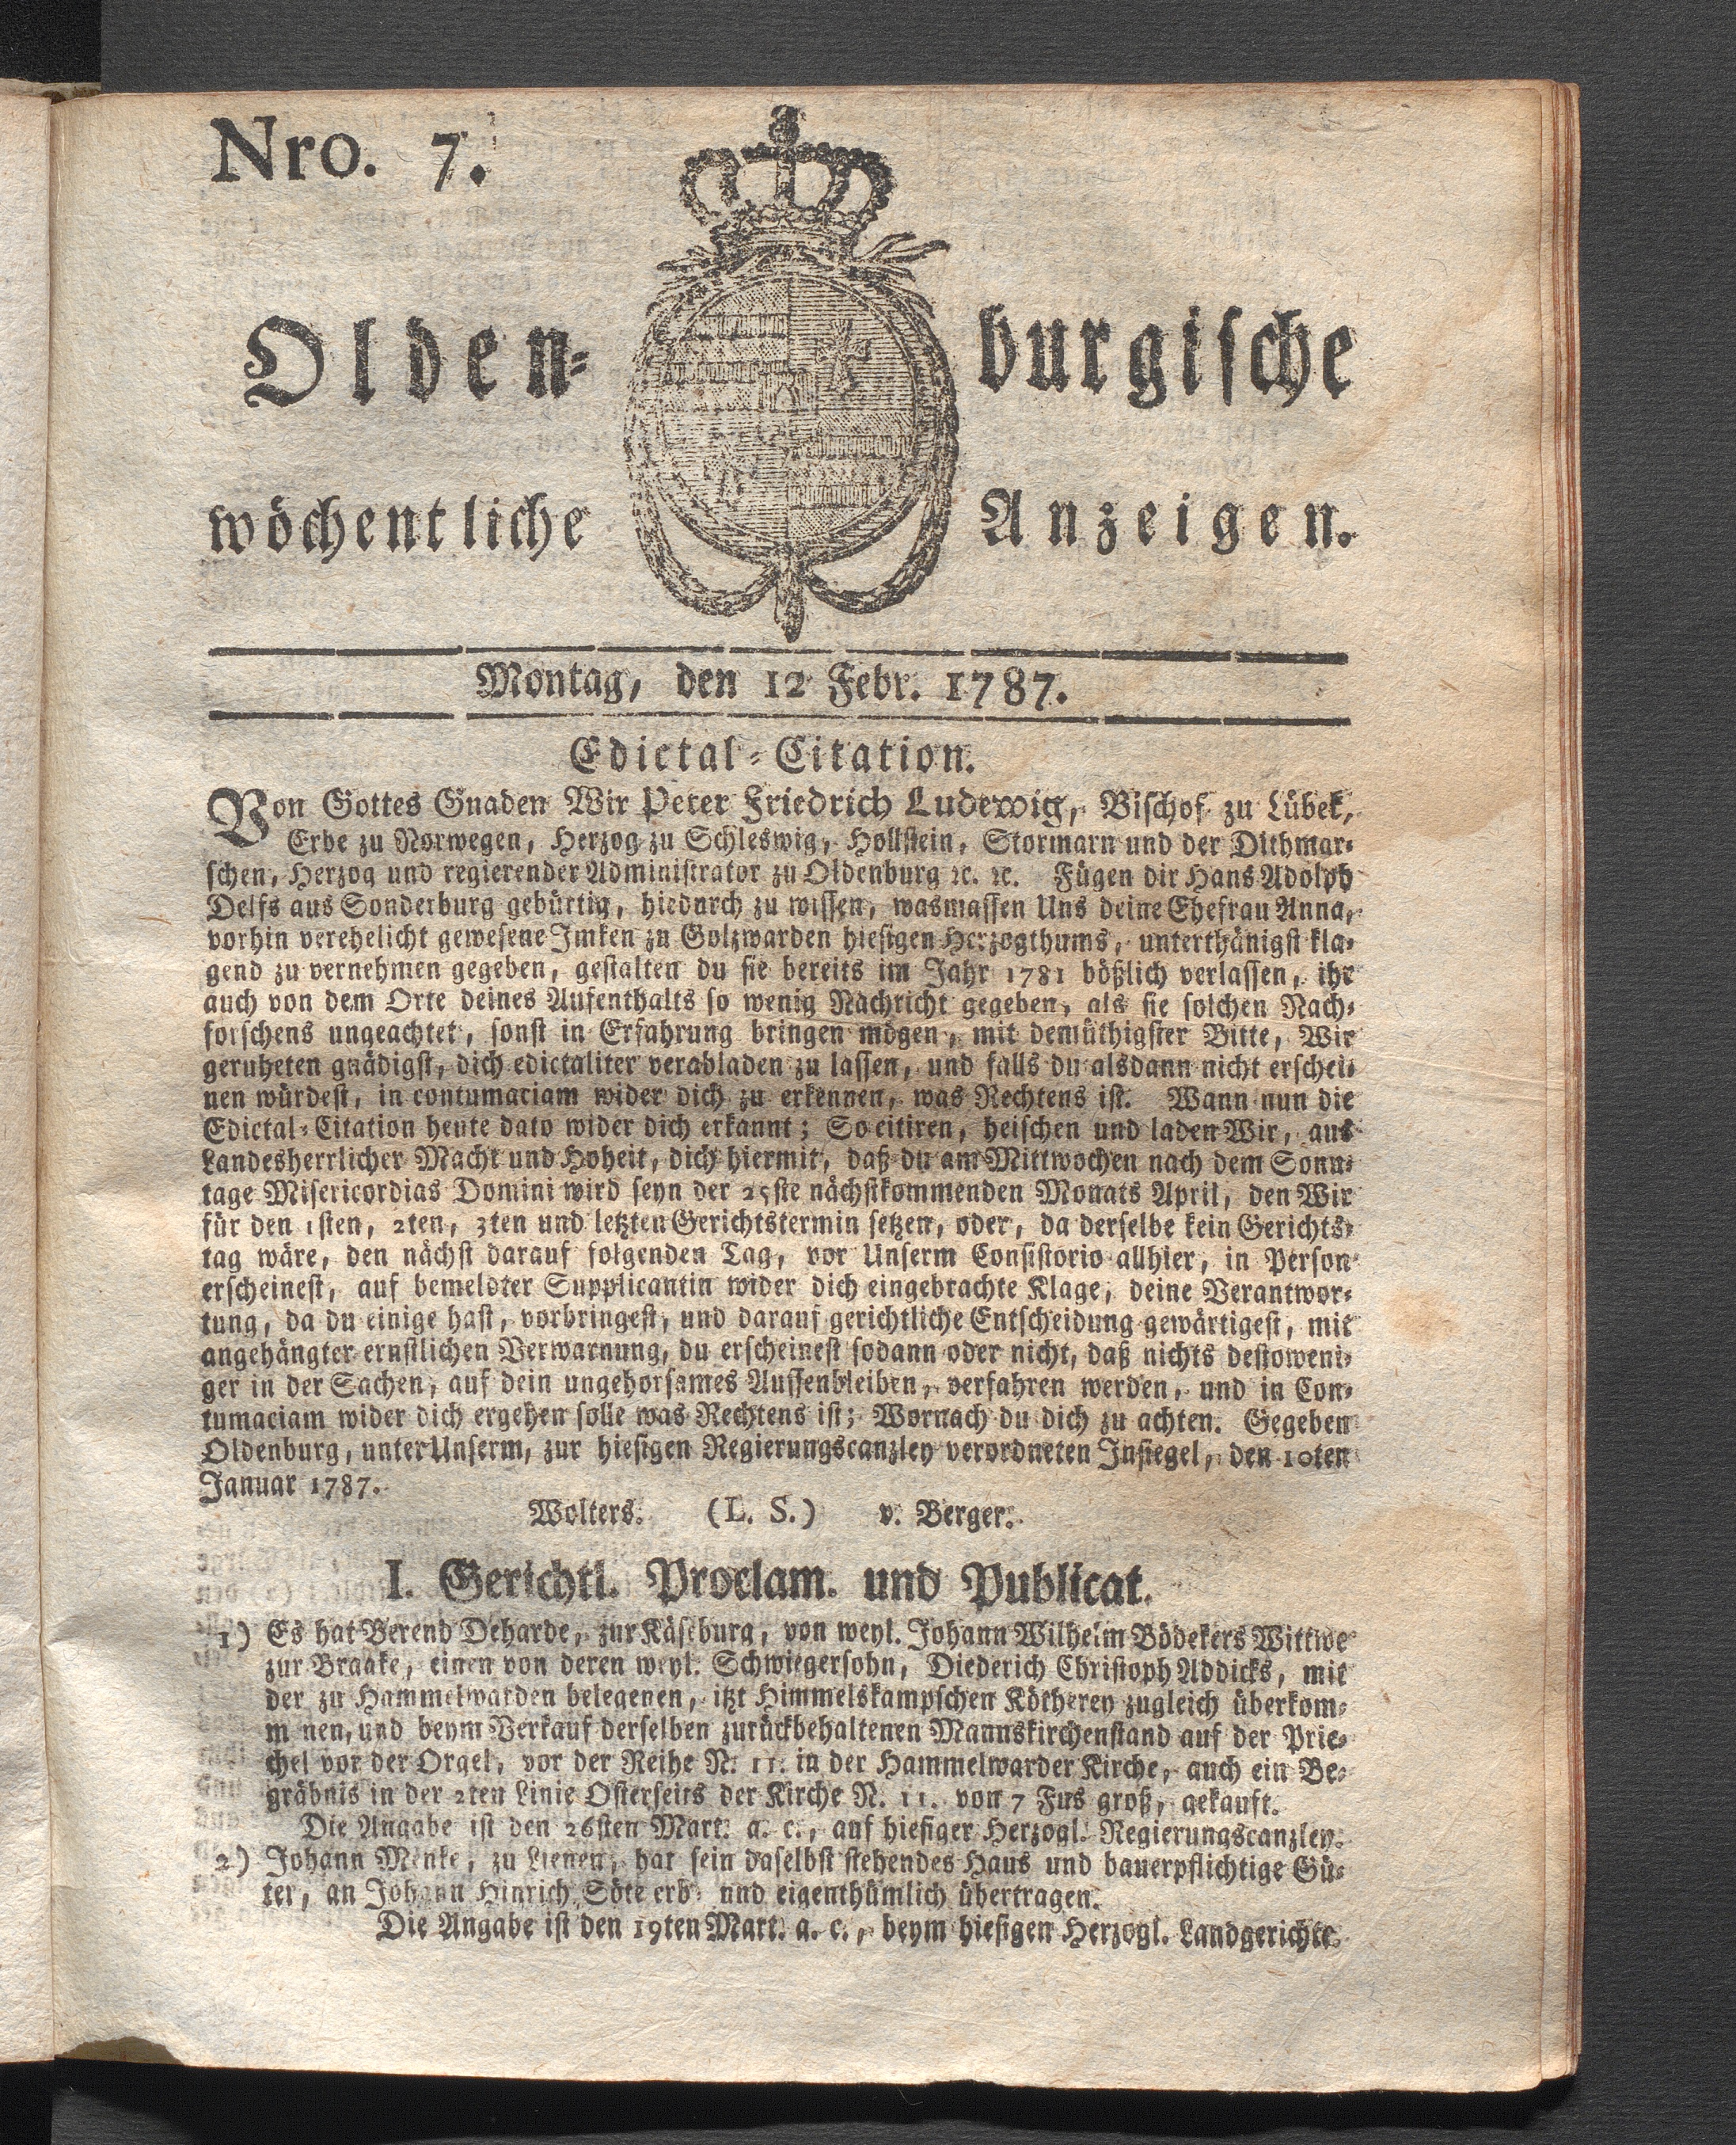 Nro. 7.
Olden- burgische
wöchentliche Anzeigen.
Montag, den 12 Febr. 1787.
Edictal-Citation.
Von Gottes Gnaden Wir Peter Friedrich Ludewig, Bischof zu Lübek,
Erbe zu Norwegen, Herzog zu Schleswig, Hollstein, Stormarn und der Dithmar-
schen, Herzog und regierender Administrator zu Oldenburg ꝛc. ꝛc. Fügen dir Hans Adolph
Delfs aus Sonderburg gebürtig, hiedurch zu wissen, wasmassen Uns deine Ehefrau Anna,
vorhin verehelicht gewesene Imken zu Golzwarden hiesigen Herzogthums, unterthänigst kla-
gend zu vernehmen gegeben, gestalten du sie bereits im Jahr 1781 bößlich verlassen, ihr
auch von dem Orte deines Aufenthalts so wenig Nachricht gegeben, als sie solchen Nach-
forschens ungeachtet, sonst in Erfahrung bringen mögen, mit demüthigster Bitte, Wir
geruheten gnädigst, dich edictaliter verabladen zu lassen, und falls du alsdann nicht erschei-
nen würdest, in contumaciam wider dich zu erkennen, was Rechtens ist. Wann nun die
Edictal-Citation heute dato wider dich erkannt; So citiren, heischen und laden Wir, aus
Landesherrlicher Macht und Hoheit, dich hiermit, daß du am Mittwochen nach dem Sonn-
tage Misericordias Domini wird seyn der 25ste nächstkommenden Monats April, den Wir
für den 1sten, 2ten, 3ten und letzten Gerichtstermin setzen, oder, da derselbe kein Gerichts-
tag wäre, den nächst darauf folgenden Tag, vor Unserm Consistorio allhier, in Person
erscheinest, auf bemeldter Supplicantin wider dich eingebrachte Klage, deine Verantwor-
tung, da du einige hast, vorbringest, und darauf gerichtliche Entscheidung gewärtigest, mit
angehängter ernstlichen Verwarnung, du erscheinest sodann oder nicht, daß nichts destoweni-
ger in der Sachen, auf dein ungehorsames Aussenbleiben, verfahren werden, und in Con-
tumaciam wider dich ergehen solle was Rechtens ist; Wornach du dich zu achten. Gegeben
Oldenburg, unter Unserm, zur hiesigen Regierungscanzley verordneten Insiegel, den 10ten
Januar 1787.
Wolters. (L. S.) v. Berger.
I. Gerichtl. Proclam. und Publicat.
1) Es hat Berend Deharde, zur Käseburg, von weyl. Johann Wilhelm Bödekers Wittwe
zur Braake, einen von deren weyl. Schwiegersohn, Diederich Christoph Addicks, mit
der zu Hammelwarden belegenen, itzt Himmelskampschen Kötherey zugleich überkom-
m nen, und beym Verkauf derselben zurückbehaltenen Mannskirchenstand auf der Prie-
chel vor der Orgel, vor der Reihe N. 11. in der Hammelwarder Kirche, auch ein Be-
gräbnis in der 2ten Linie Osterseits der Kirche N. 11. von 7 Fus groß, gekauft.
Die Angabe ist den 26sten Mart. a. c., auf hiesiger Herzogl. Regierungscanzley.
2) Johann Menke, zu Lienen, hat sein daselbst stehendes Haus und bauerpflichtige Gü-
ter, an Johann Hinrich Söte erb- und eigenthümlich übertragen.
Die Angabe ist den 19ten Mart. a. c., beym hiesigen Herzogl. Landgerichte.